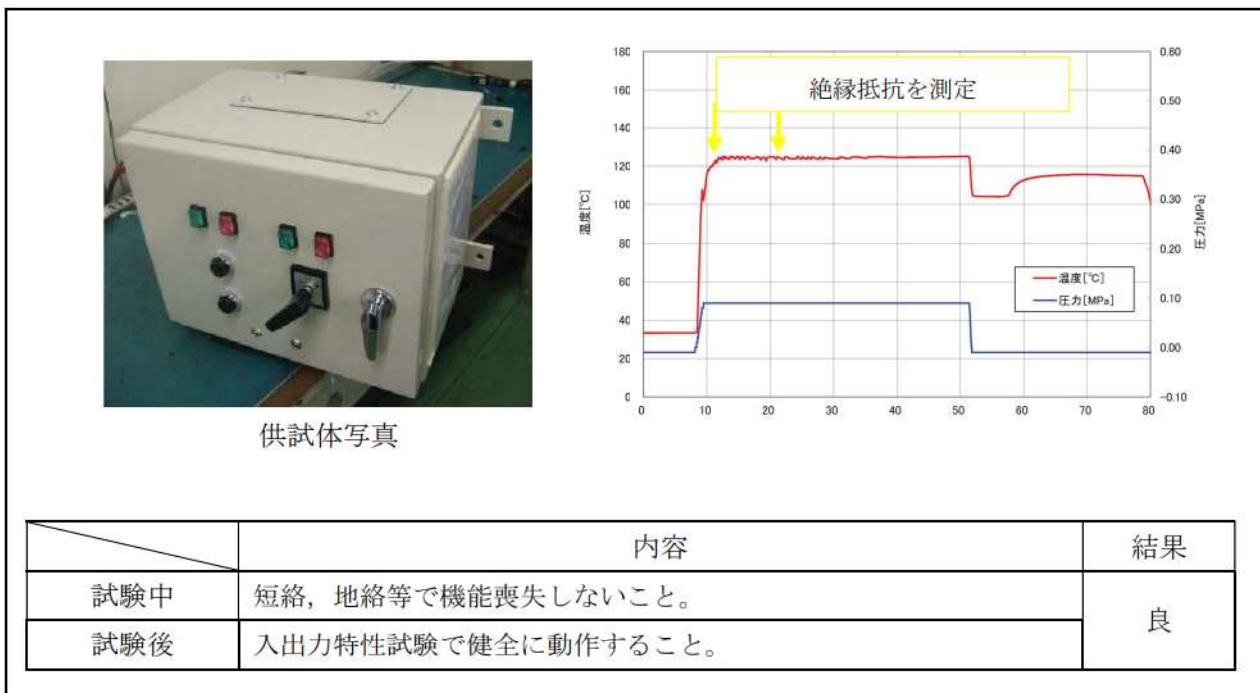 供試体写真
絶縁抵抗を測定
温度[℃]
180
160
140
120
100
80
60
40
20
0
0 10 20 30 40 50 60 70 80
圧力[MPa]
0.60
0.50
0.40
0.30
0.20
0.10
0.00
-0.10
温度[℃]
圧力[MPa]
内容 結果
試験中 短絡，地絡等で機能喪失しないこと。 良
試験後 入出力特性試験で健全に動作すること。